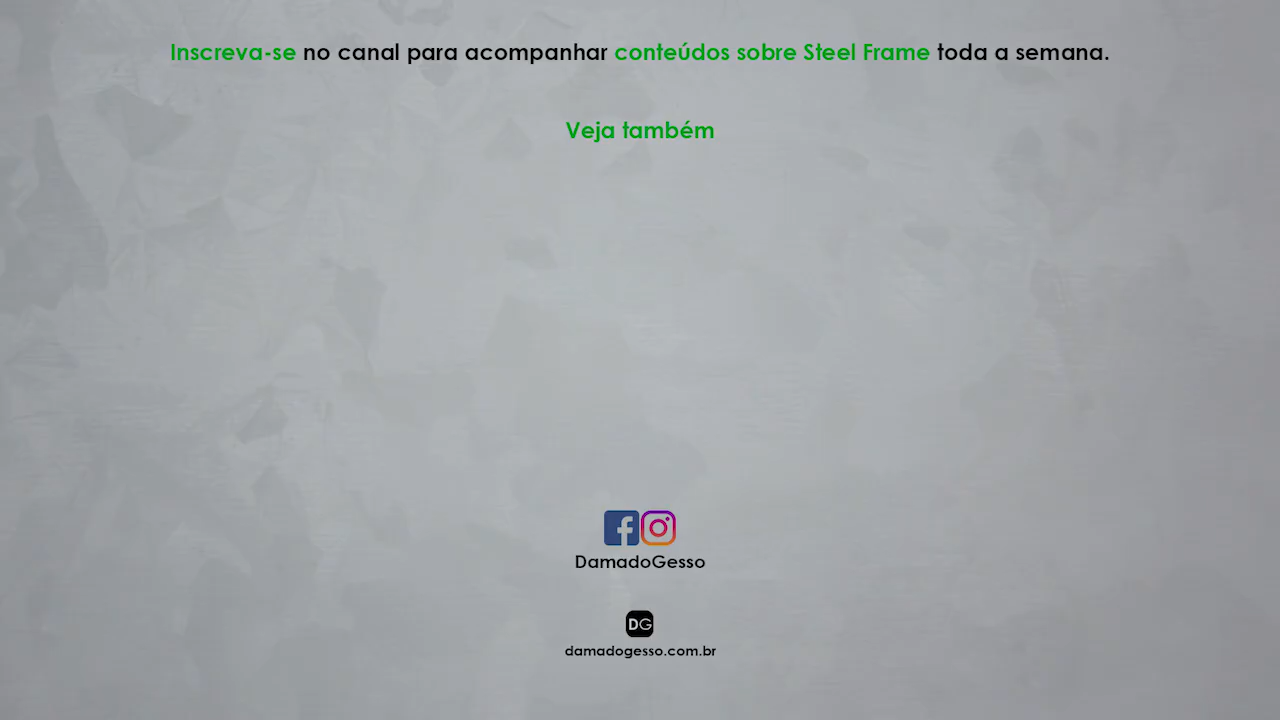 Inscreva-se no canal para acompanhar conteúdos sobre Steel Frame toda a semana.
Veja também
DamadoGesso
DG
damadogesso.com.br